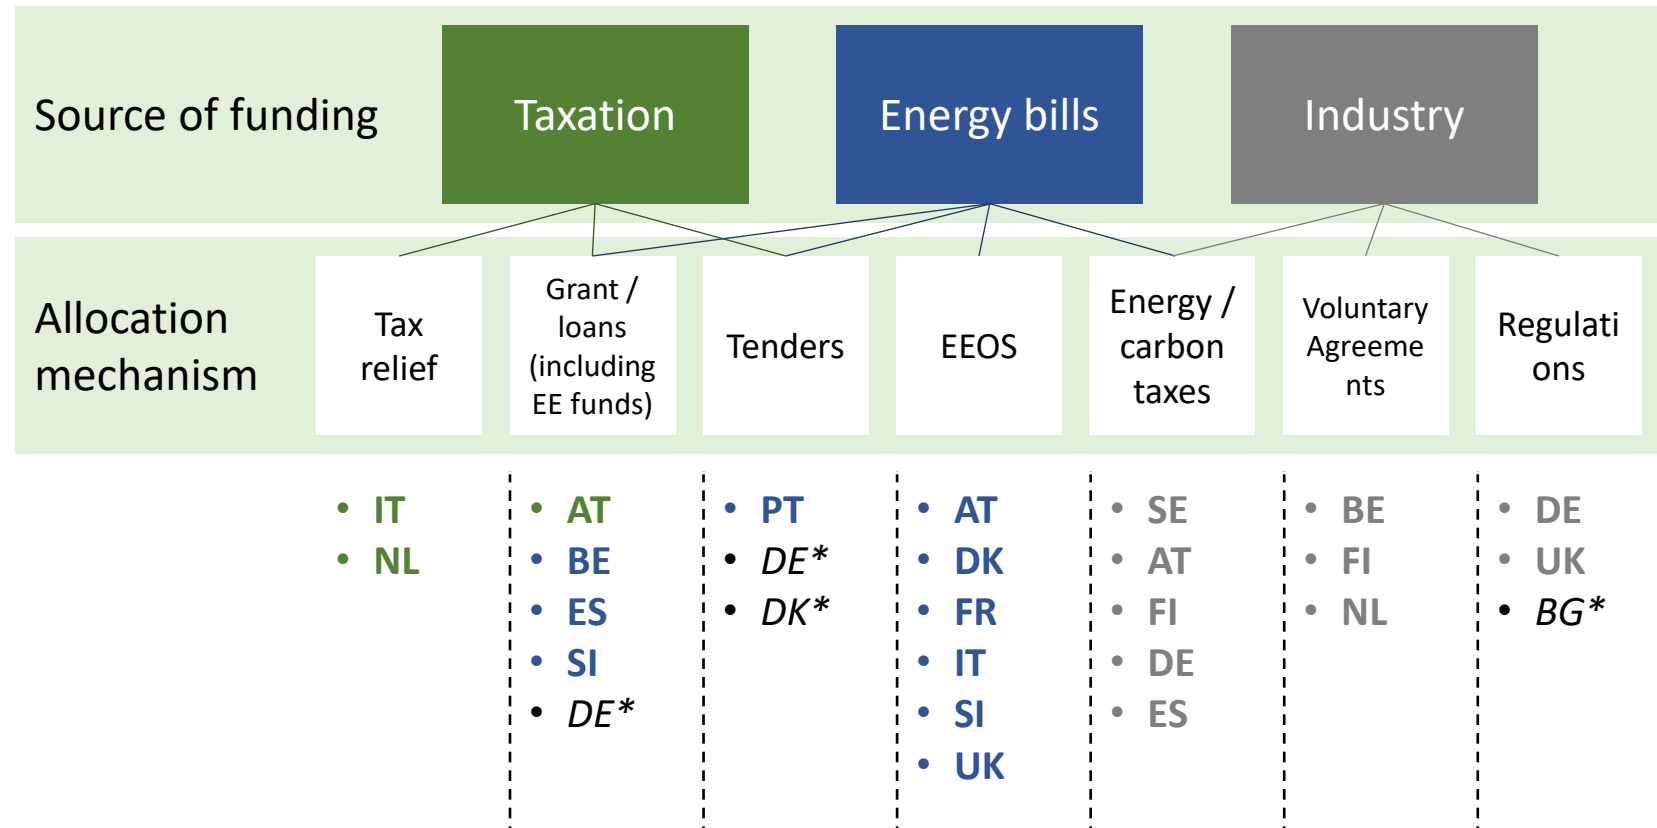 Source of funding
Taxation
Energy bills
Industry
Allocation
mechanism
Tax
relief
Grant /
loans
(including
EE funds)
Tenders
EEOS
Energy /
carbon
taxes
Voluntary
Agreeme
nts
Regulati
ons
• IT
• NL
• AT
• BE
• ES
• SI
• DE*
• PT
• DE*
• DK*
• AT
• DK
• FR
• IT
• SI
• UK
• SE
• AT
• FI
• DE
• ES
• BE
• FI
• NL
• DE
• UK
• BG*